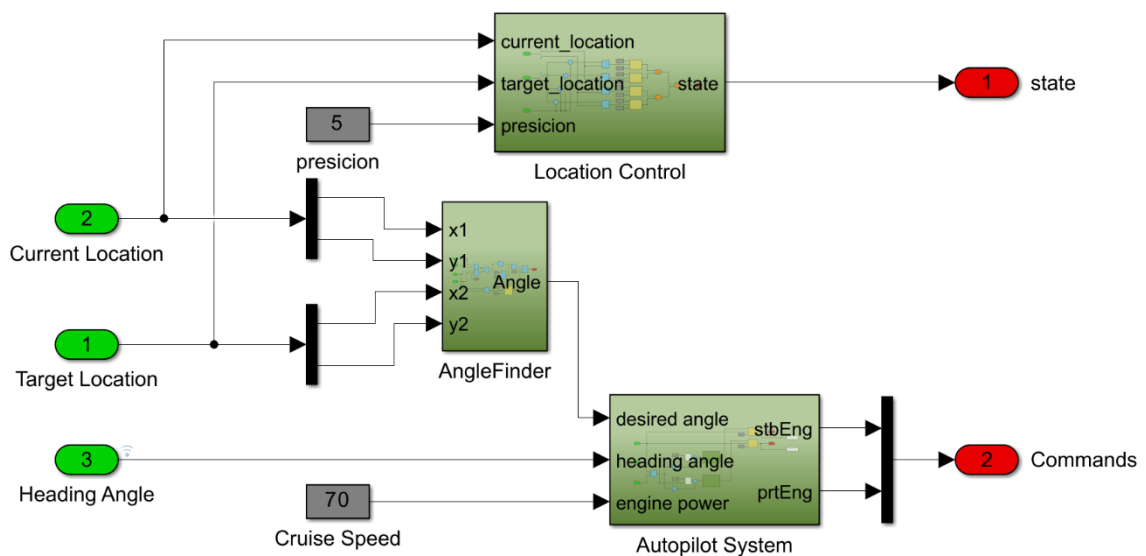 current_location
target_location
state
presicion
Location Control
1
state
5
presicion
2
Current Location
x1
y1
x2
y2
Angle
AngleFinder
1
Target Location
desired angle
heading angle
engine power
stbEng
prtEng
Autopilot System
3
Heading Angle
70
Cruise Speed
2
Commands